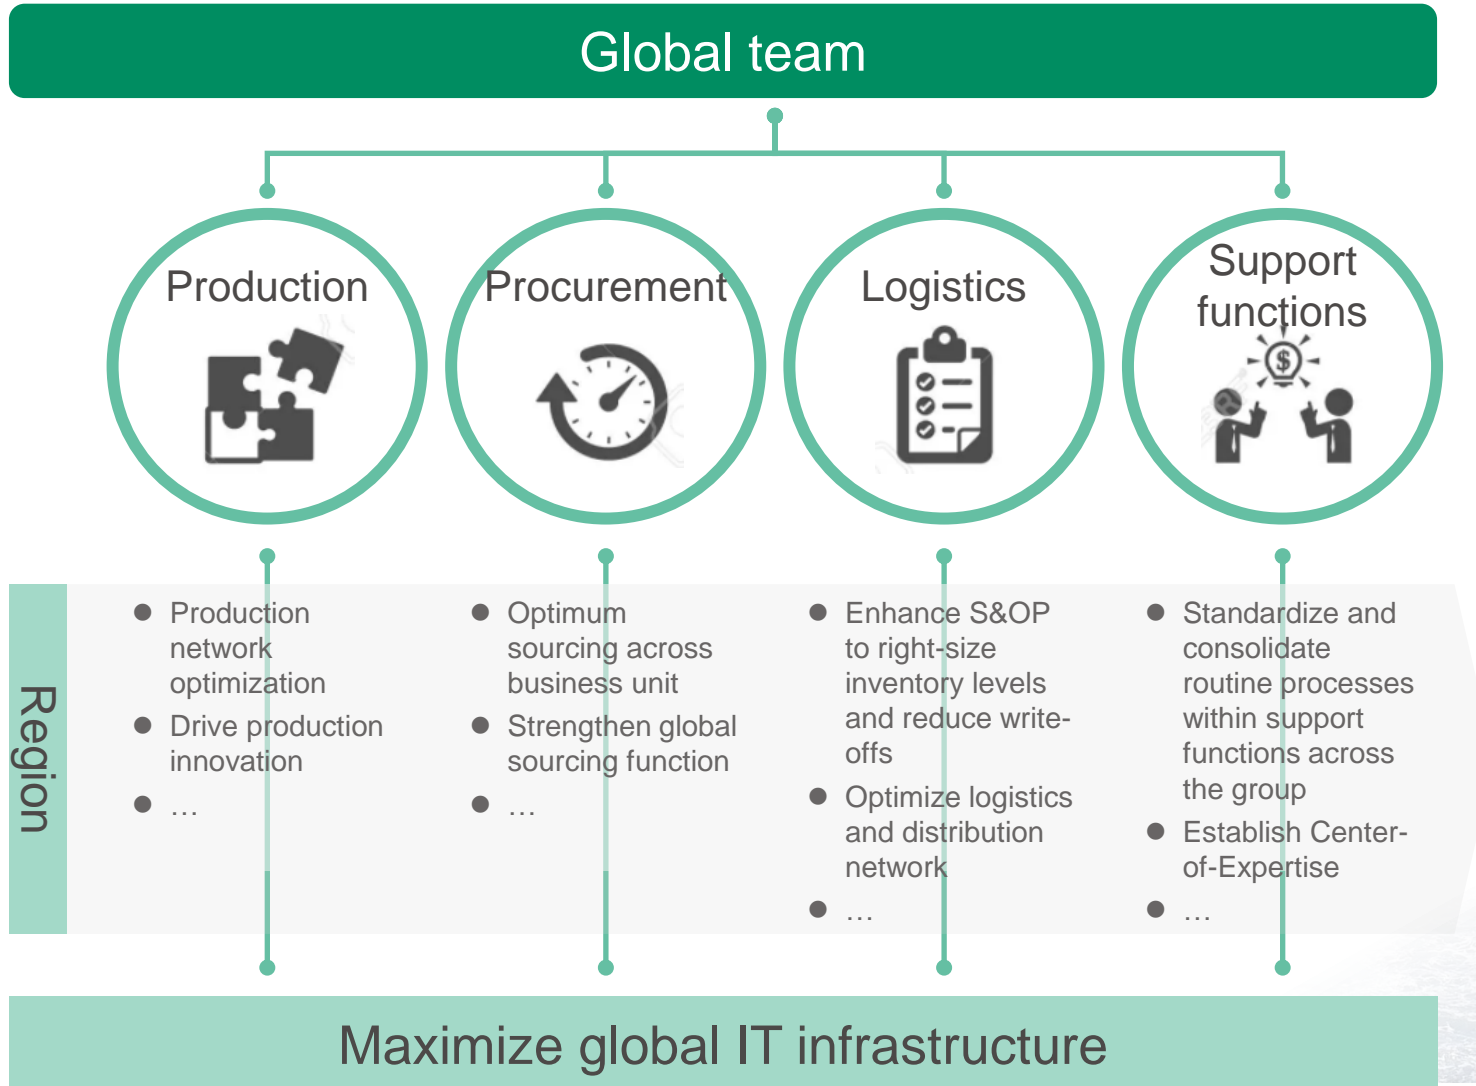 Global team
Production
Procurement
Logistics
Support
functions
$
Region
● Production
network
optimization
● Drive production
innovation
● …
● Optimum
sourcing across
business unit
● Strengthen global
sourcing function
● …
● Enhance S&OP
to right-size
inventory levels
and reduce write-
offs
● Optimize logistics
and distribution
network
● …
● Standardize and
consolidate
routine processes
within support
functions across
the group
● Establish Center-
of-Expertise
● …
Maximize global IT infrastructure